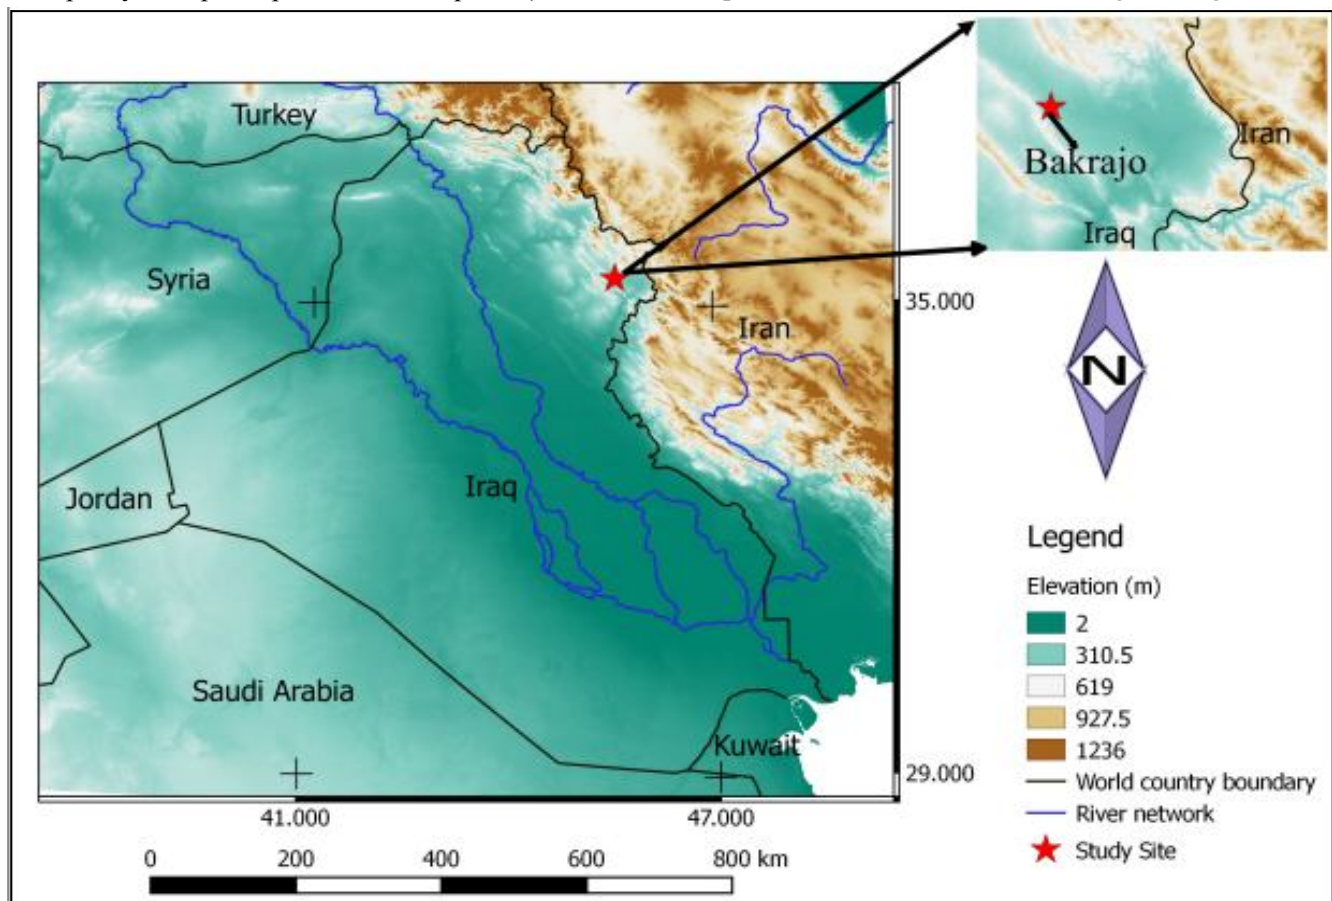 Turkey
Syria
Jordan
Iraq
Iran
Saudi Arabia
Kuwait
35.000
29.000
41.000
47.000
0 200 400 600 800 km
Iran
Bakrajo
Iraq
N
Legend
Elevation (m)
2
310.5
619
927.5
1236
World country boundary
River network
Study Site